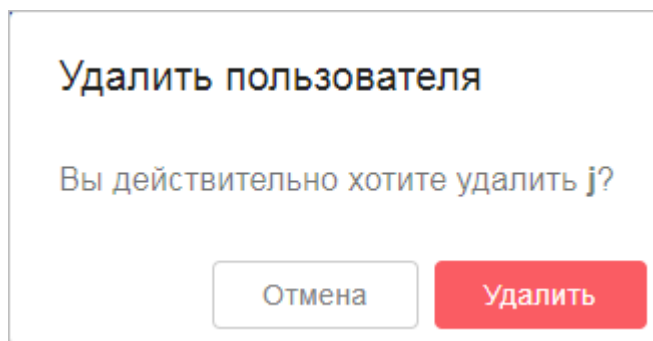 Удалить пользователя
Вы действительно хотите удалить j?
Отмена Удалить